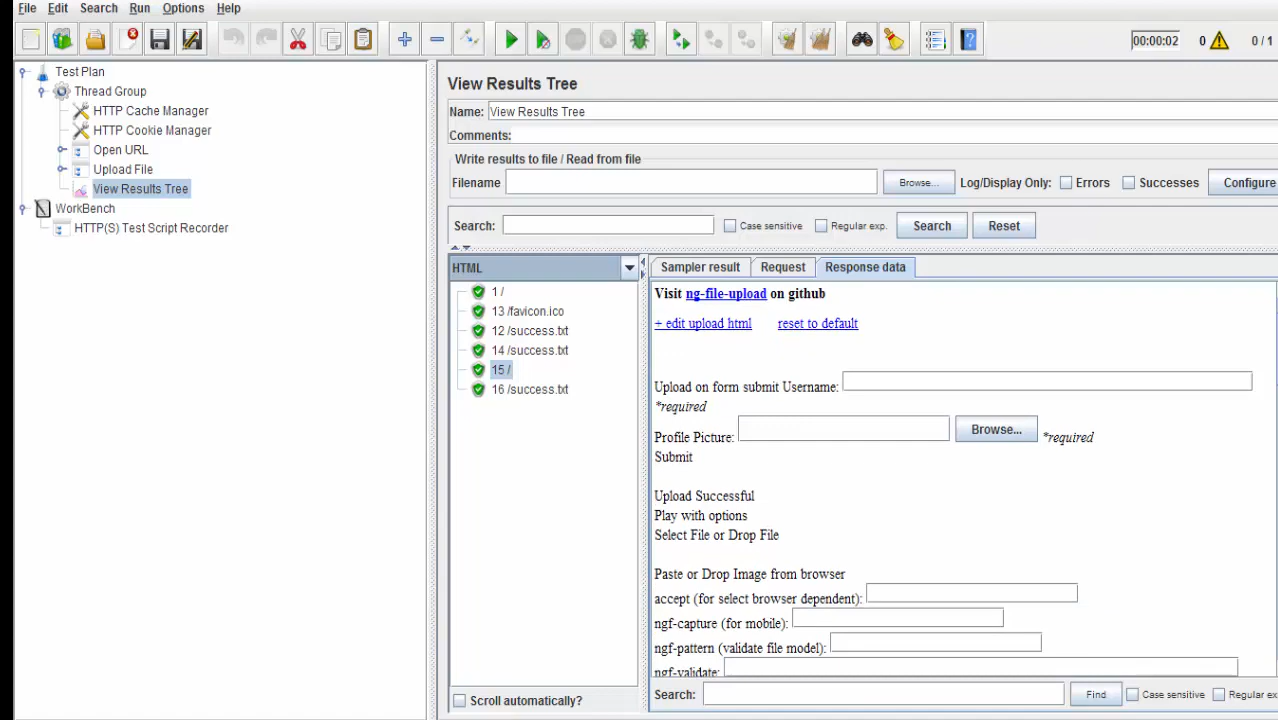 File Edit Search Run Options Help
00:00:02 0 0 / 1
Test Plan
Thread Group
HTTP Cache Manager
HTTP Cookie Manager
Open URL
Upload File
View Results Tree
WorkBench
HTTP(S) Test Script Recorder
View Results Tree
Name: View Results Tree
Comments:
Write results to file / Read from file
Filename Browse... Log/Display Only: Errors Successes Configure
Search: Case sensitive Regular exp. Search Reset
HTML
1 /
13 /favicon.ico
12 /success.txt
14 /success.txt
15 /
16 /success.txt
Scroll automatically?
Sampler result Request Response data
Visit ng-file-upload on github
+ edit upload html reset to default
Upload on form submit Username:
*required
Profile Picture: Browse... *required
Submit
Upload Successful
Play with options
Select File or Drop File
Paste or Drop Image from browser
accept (for select browser dependent):
ngf-capture (for mobile):
ngf-pattern (validate file model):
ngf-validate:
Search: Find Case sensitive Regular ex